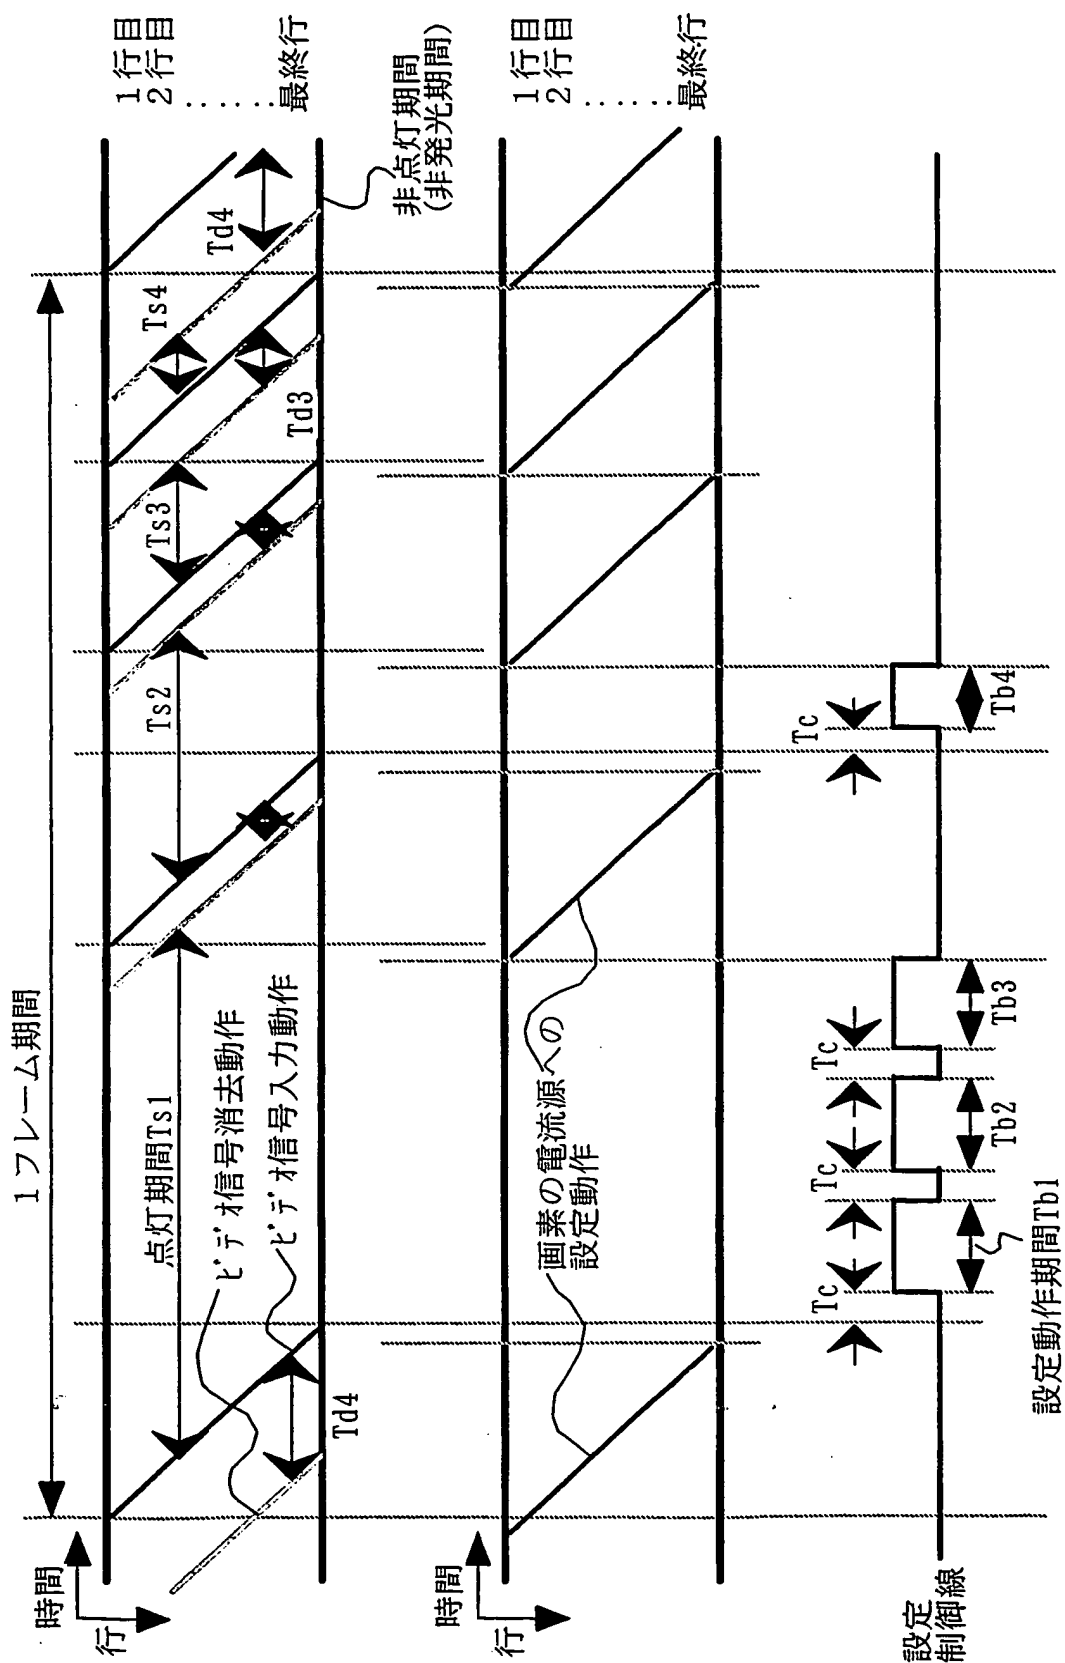 1フレーム期間
時間
行
点灯期間Ts1
Ts2
Ts3
Ts4
Td3
Td4
Td4
ビデオ信号消去動作
ビデオ信号入力動作
1行目
2行目
......
最終行
非点灯期間
(非発光期間)
時間
行
画素の電流源への
設定動作
1行目
2行目
......
最終行
設定
制御線
Tc
Tc
Tc
Tc
設定動作期間Tb1
Tb2
Tb3
Tb4